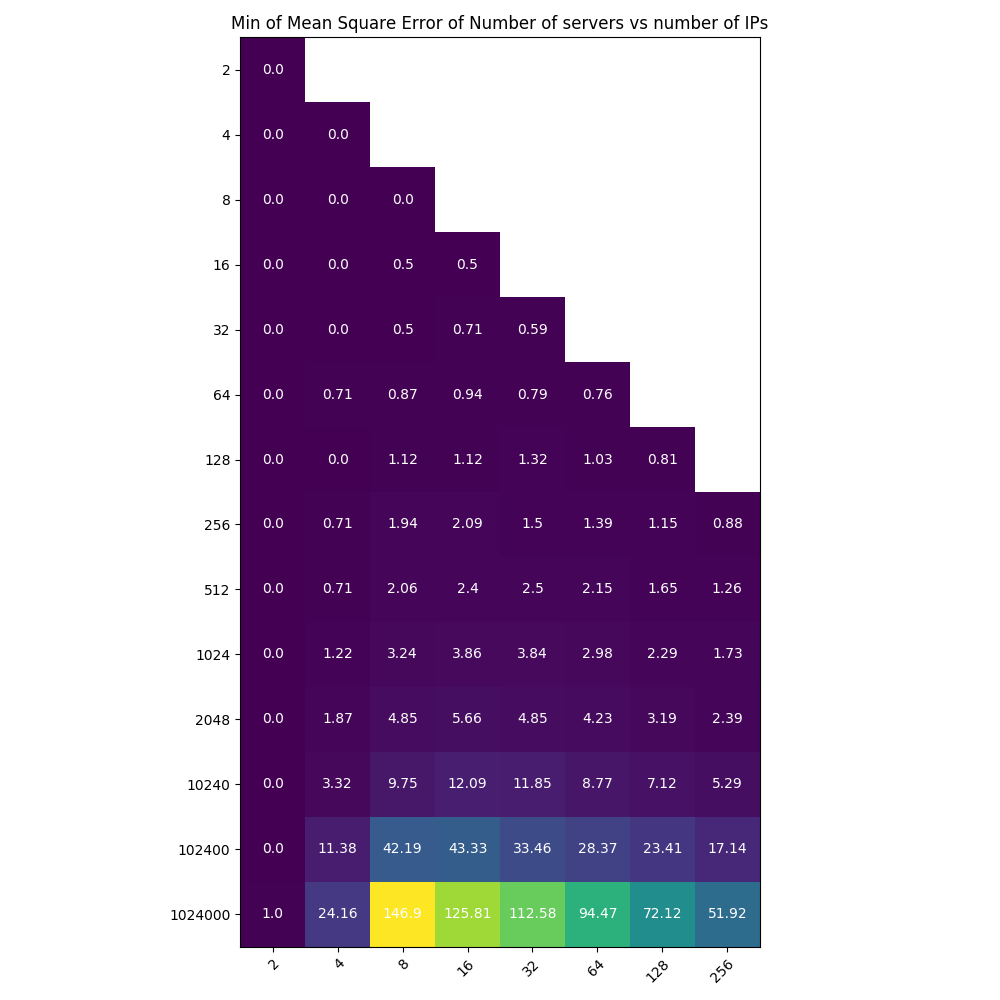 Min of Mean Square Error of Number of servers vs number of IPs
2 0.0
4 0.0 0.0
8 0.0 0.0 0.0
16 0.0 0.0 0.5 0.5
32 0.0 0.0 0.5 0.71 0.59
64 0.0 0.71 0.87 0.94 0.79 0.76
128 0.0 0.0 1.12 1.12 1.32 1.03 0.81
256 0.0 0.71 1.94 2.09 1.5 1.39 1.15 0.88
512 0.0 0.71 2.06 2.4 2.5 2.15 1.65 1.26
1024 0.0 1.22 3.24 3.86 3.84 2.98 2.29 1.73
2048 0.0 1.87 4.85 5.66 4.85 4.23 3.19 2.39
10240 0.0 3.32 9.75 12.09 11.85 8.77 7.12 5.29
102400 0.0 11.38 42.19 43.33 33.46 28.37 23.41 17.14
1024000 1.0 24.16 146.9 125.81 112.58 94.47 72.12 51.92
2 4 8 16 32 64 128 256